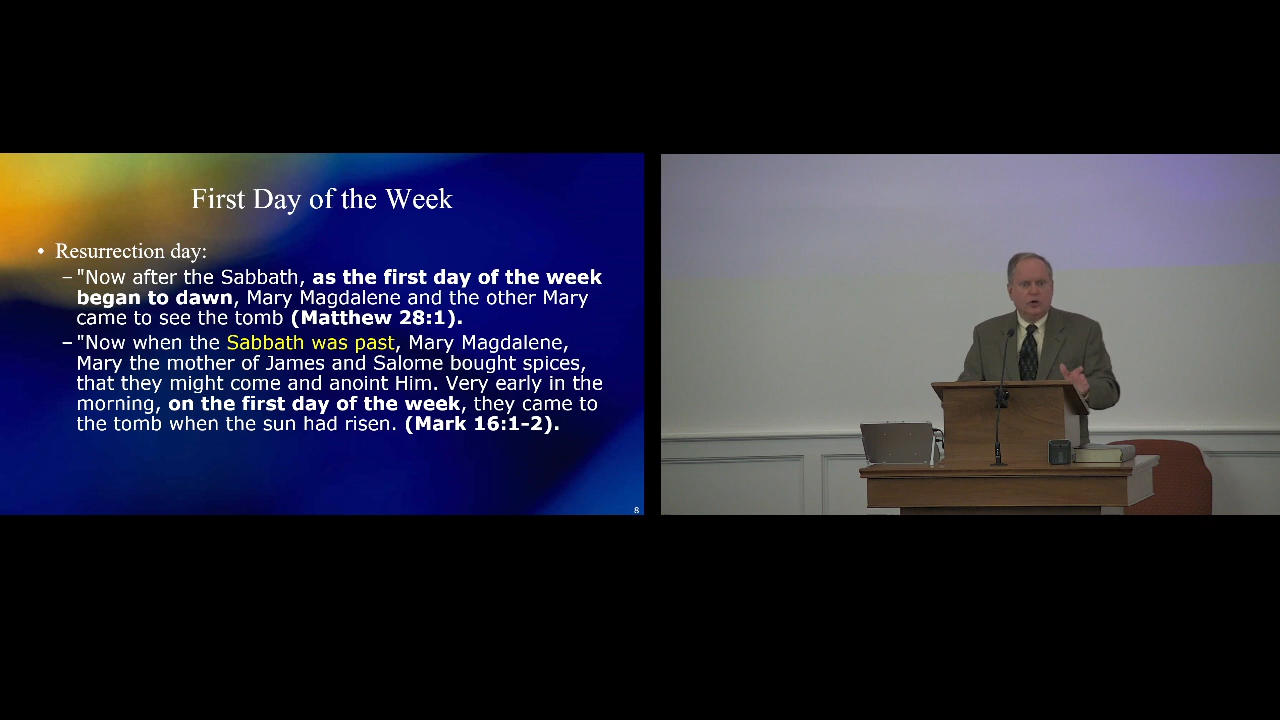 First Day of the Week
• Resurrection day:
– "Now after the Sabbath, as the first day of the week
began to dawn, Mary Magdalene and the other Mary
came to see the tomb (Matthew 28:1).
– "Now when the Sabbath was past, Mary Magdalene,
Mary the mother of James and Salome bought spices,
that they might come and anoint Him. Very early in the
morning, on the first day of the week, they came to
the tomb when the sun had risen. (Mark 16:1-2).
8